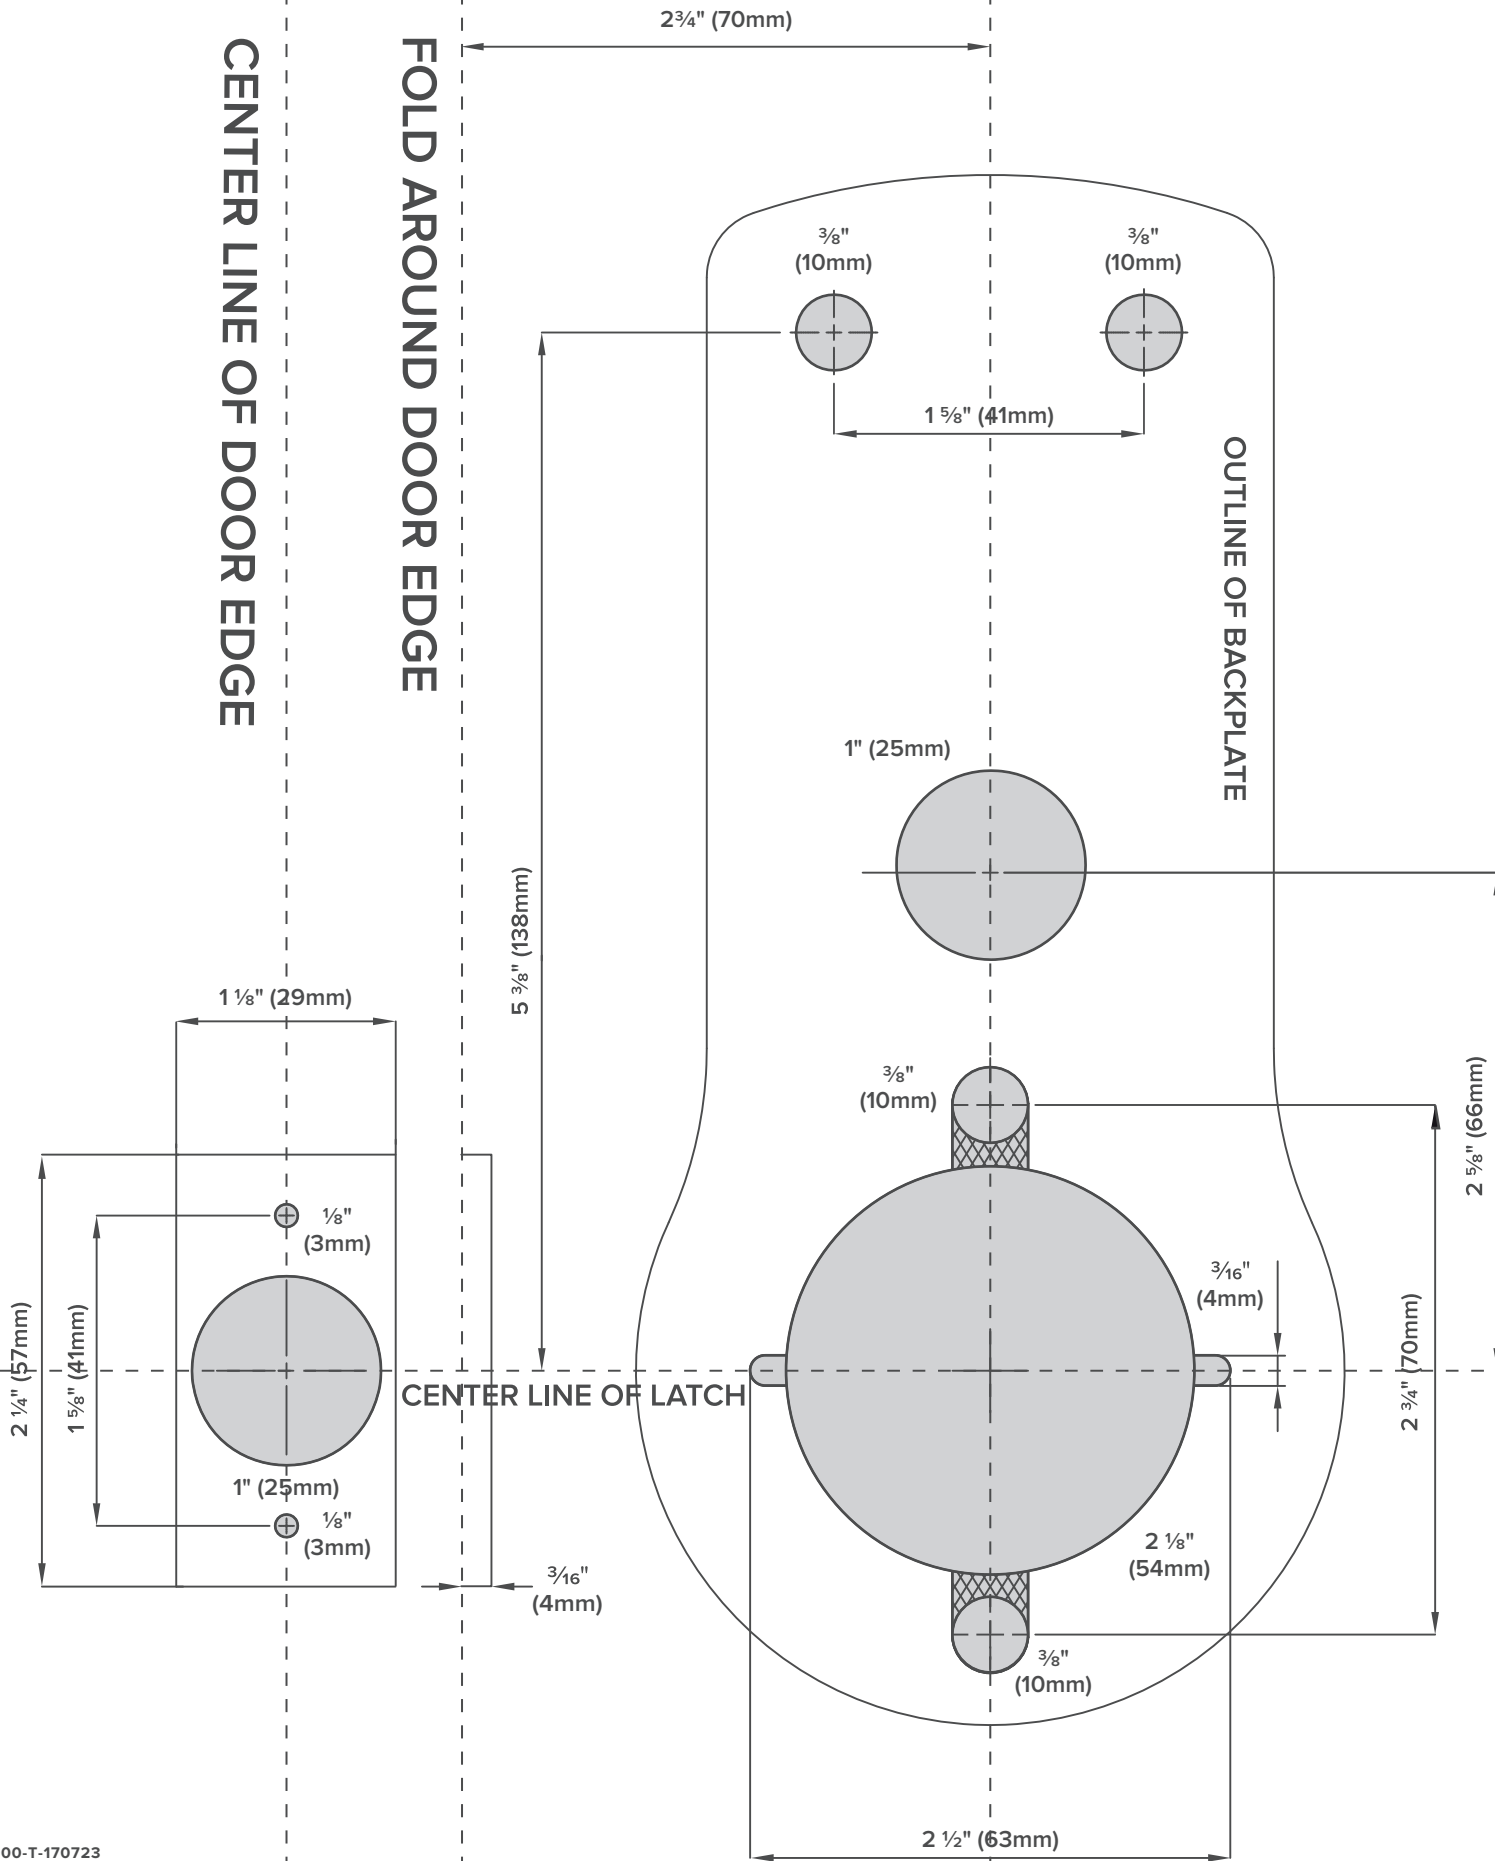 2¾" (70mm)
CENTER LINE OF DOOR EDGE
FOLD AROUND DOOR EDGE
⅜"
(10mm)
⅜"
(10mm)
1 ⅝" (41mm)
OUTLINE OF BACKPLATE
1" (25mm)
5 ⅜" (138mm)
1 ⅛" (29mm)
⅜"
(10mm)
2 ⅝" (66mm)
⅛"
(3mm)
3⁄16"
(4mm)
2 ¼" (57mm)
1 ⅝" (41mm)
2 ¾" (70mm)
CENTER LINE OF LATCH
1" (25mm)
⅛"
(3mm)
2 ⅛"
(54mm)
3⁄16"
(4mm)
⅜"
(10mm)
2 ½" (63mm)
00-T-170723